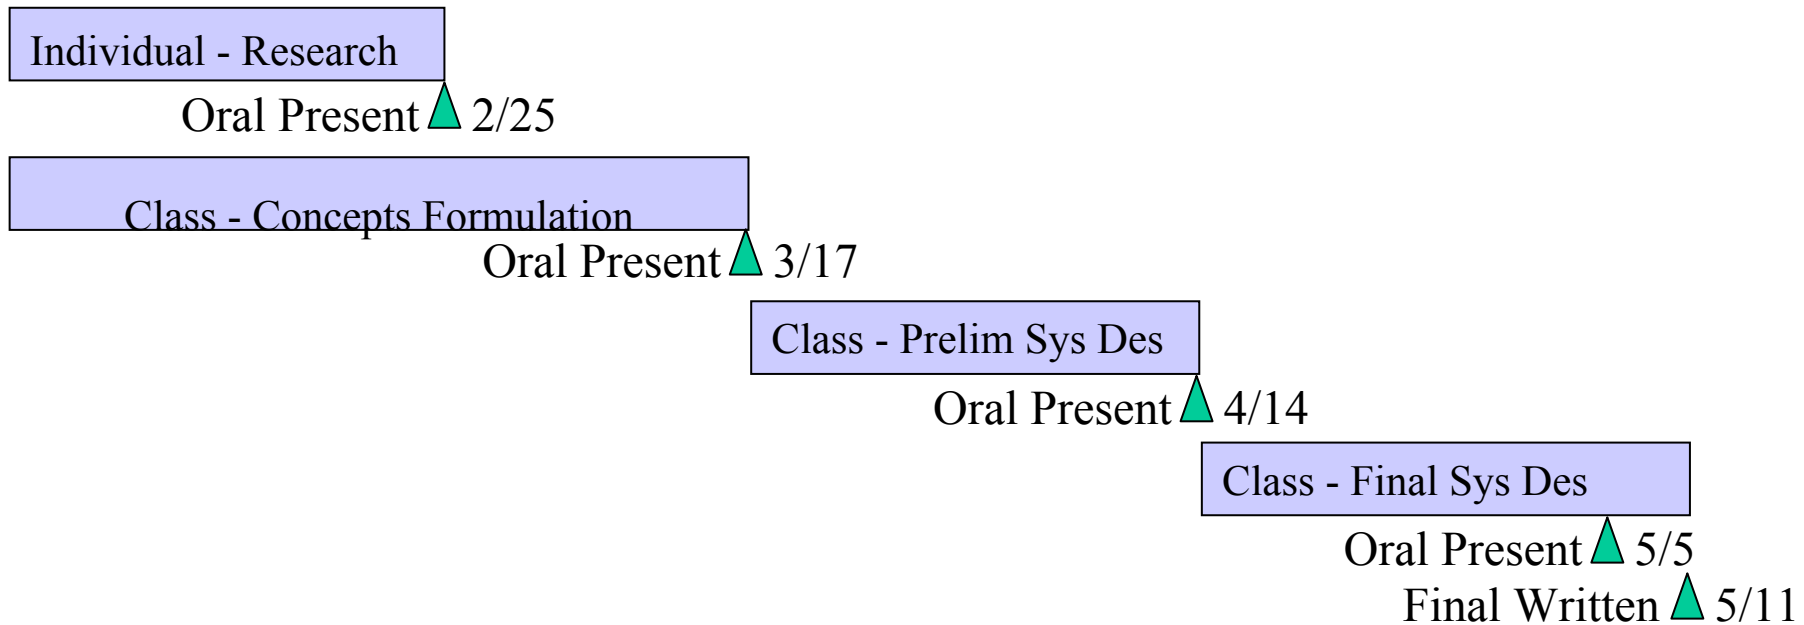 Individual - Research
Oral Present 2/25
Class - Concepts Formulation
Oral Present 3/17
Class - Prelim Sys Des
Oral Present 4/14
Class - Final Sys Des
Oral Present 5/5
Final Written 5/11